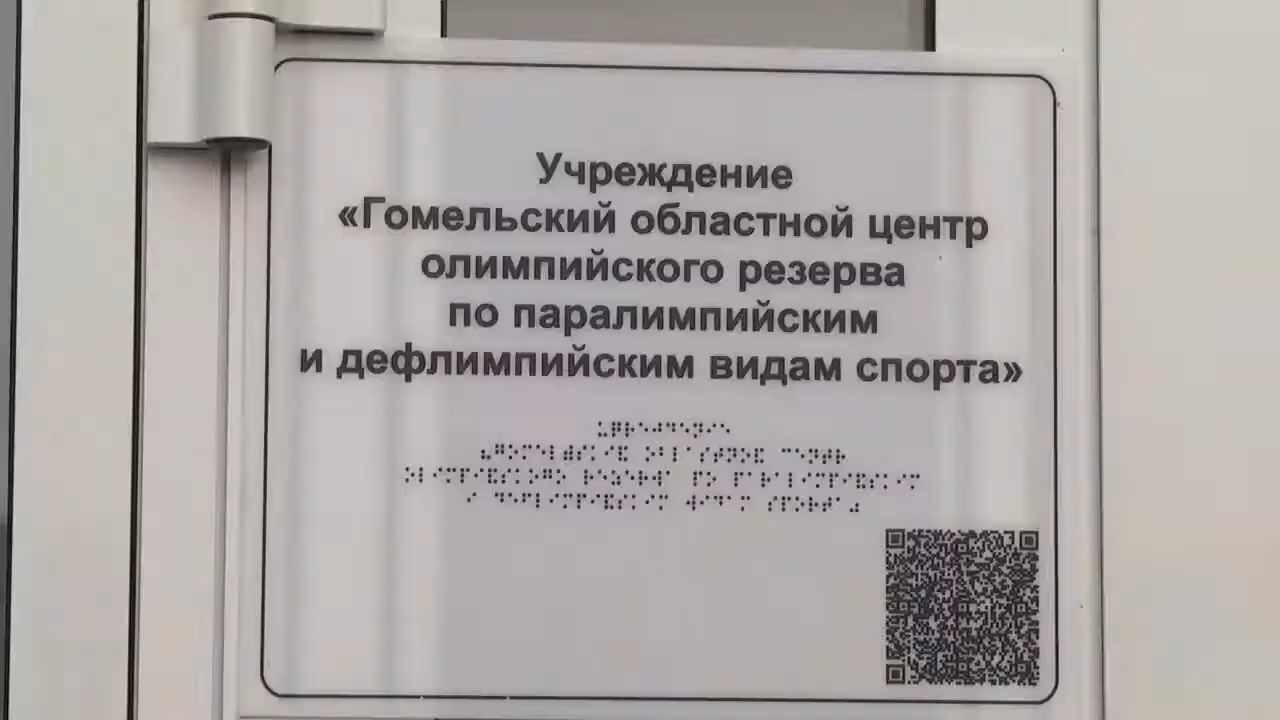 Учреждение
«Гомельский областной центр
олимпийского резерва
по паралимпийским
и дефлимпийским видам спорта»